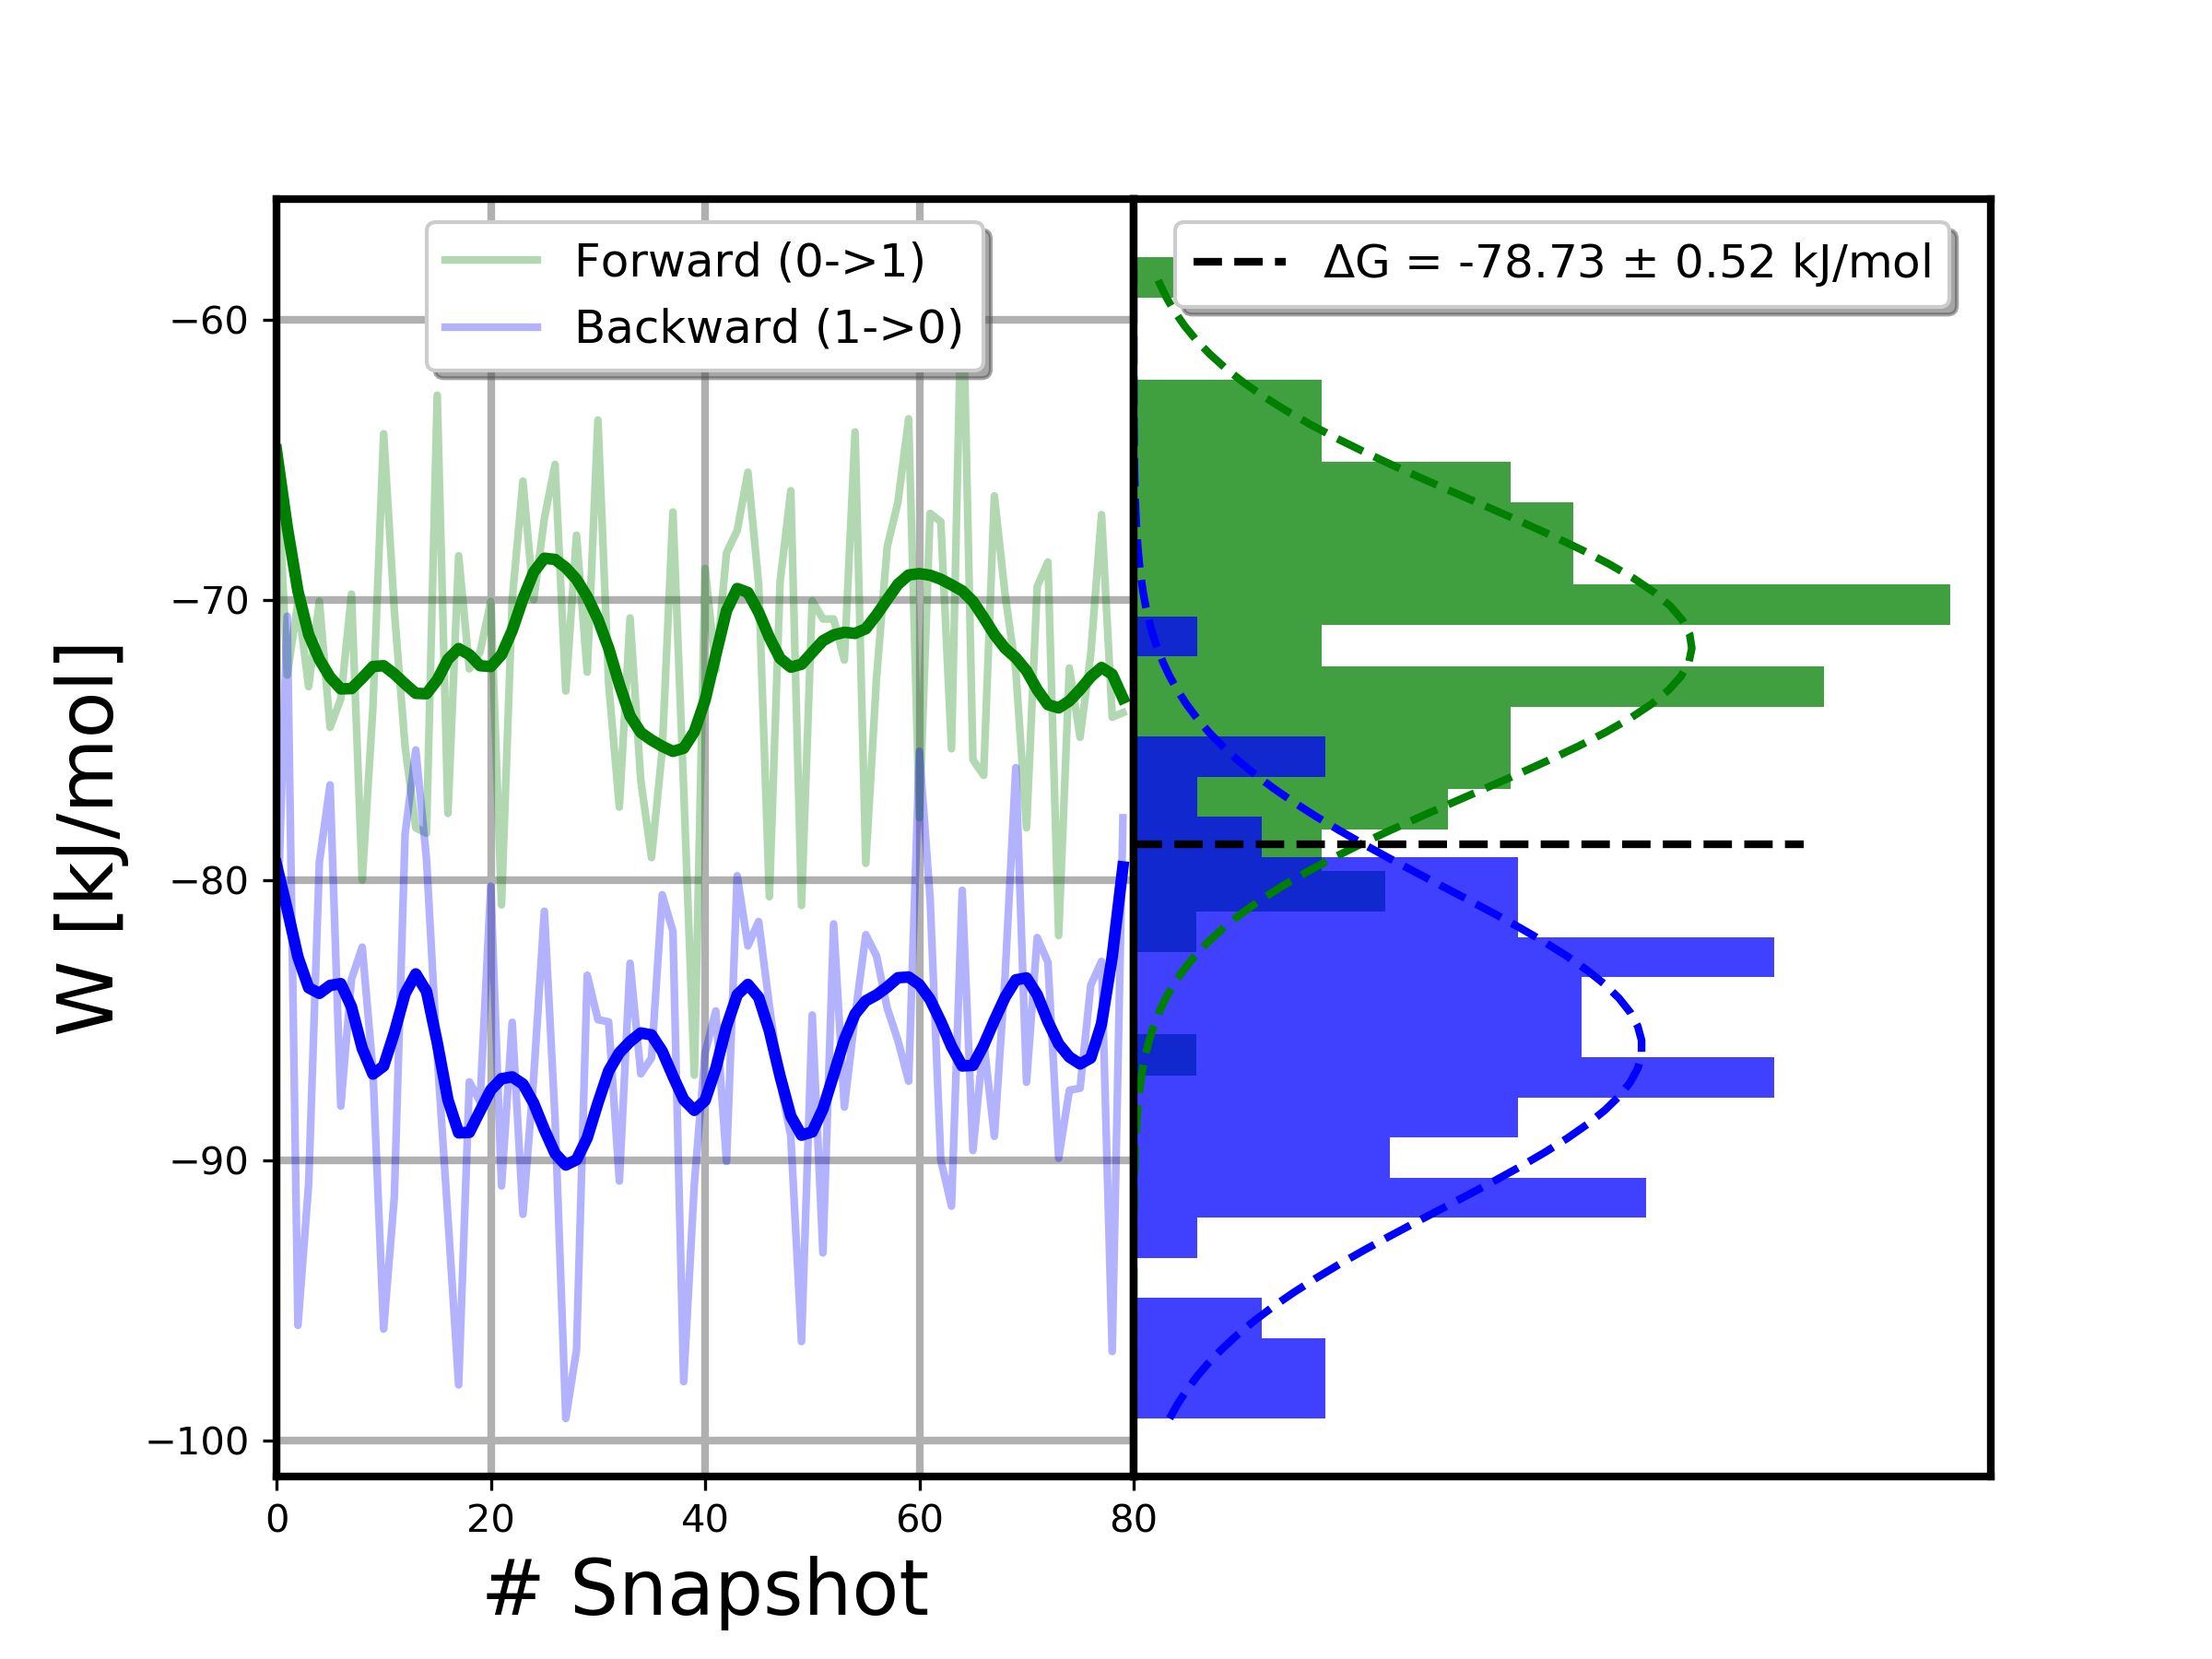 Forward (0->1)
Backward (1->0)
ΔG = -78.73 ± 0.52 kJ/mol
W [kJ/mol]
−60
−70
−80
−90
−100
0 20 40 60 80
# Snapshot